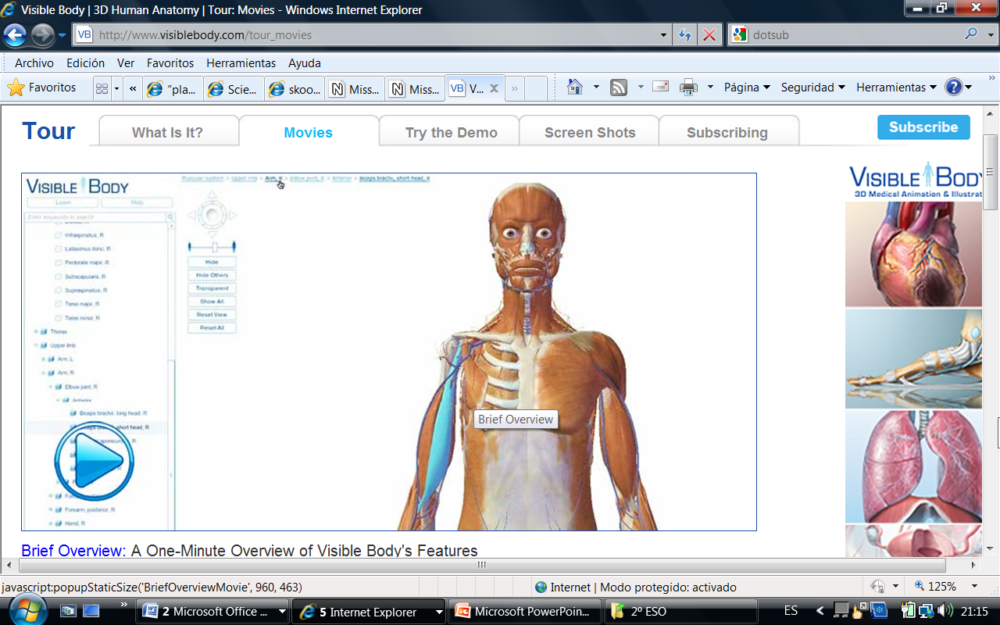 Visible Body | 3D Human Anatomy | Tour: Movies - Windows Internet Explorer
http://www.visiblebody.com/tour_movies
dotsub
Archivo Edición Ver Favoritos Herramientas Ayuda
Favoritos « "pla... Scie... skoo... Miss... Miss... V... » Página Seguridad Herramientas »
Tour What Is It? Movies Try the Demo Screen Shots Subscribing Subscribe
VISIBLE BODY
Learn Help
Enter keywords to search
Muscular System > Upper limb > Arm, R > Elbow joint, R > Anterior > Biceps brachii, short head, R
Infraspinatus, R
Latissimus dorsi, R
Pectoralis major, R
Subscapularis, R
Supraspinatus, R
Teres major, R
Teres minor, R
Thorax
Upper limb
Arm, L
Arm, R
Elbow joint, R
Anterior
Biceps brachii, long head, R
short head, R
Forearm, posterior, R
Hand, R
Hide
Hide Others
Transparent
Show All
Reset View
Reset All
Brief Overview
VISIBLE BODY
3D Medical Animation &
Brief Overview: A One-Minute Overview of Visible Body's Features
javascript:popupStaticSize('BriefOverviewMovie', 960, 463)
Internet | Modo protegido: activado
125%
» 2 Microsoft Office ... 5 Internet Explorer Microsoft PowerPoin... 2º ESO ES < 21:15